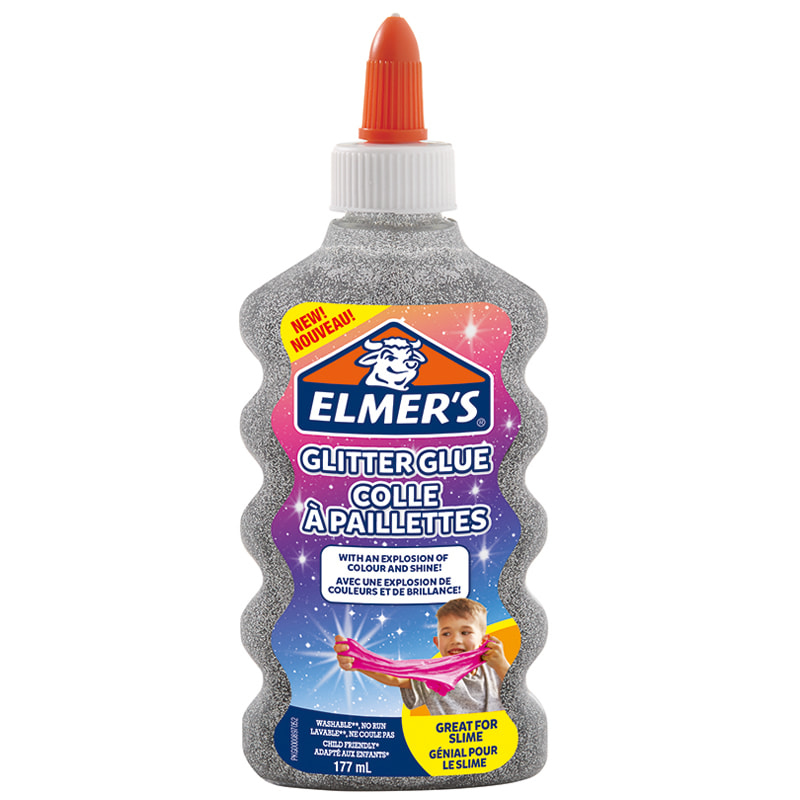 NEW!
NOUVEAU!
ELMER'S®
GLITTER GLUE
COLLE
À PAILLETTES
WITH AN EXPLOSION OF
COLOUR AND SHINE!
AVEC UNE EXPLOSION DE
COULEURS ET DE BRILLANCE!
WASHABLE**, NO RUN
LAVABLE**, NE COULE PAS
CHILD FRIENDLY*
ADAPTÉ AUX ENFANTS*
177 mL
GREAT FOR
SLIME
GÉNIAL POUR
LE SLIME